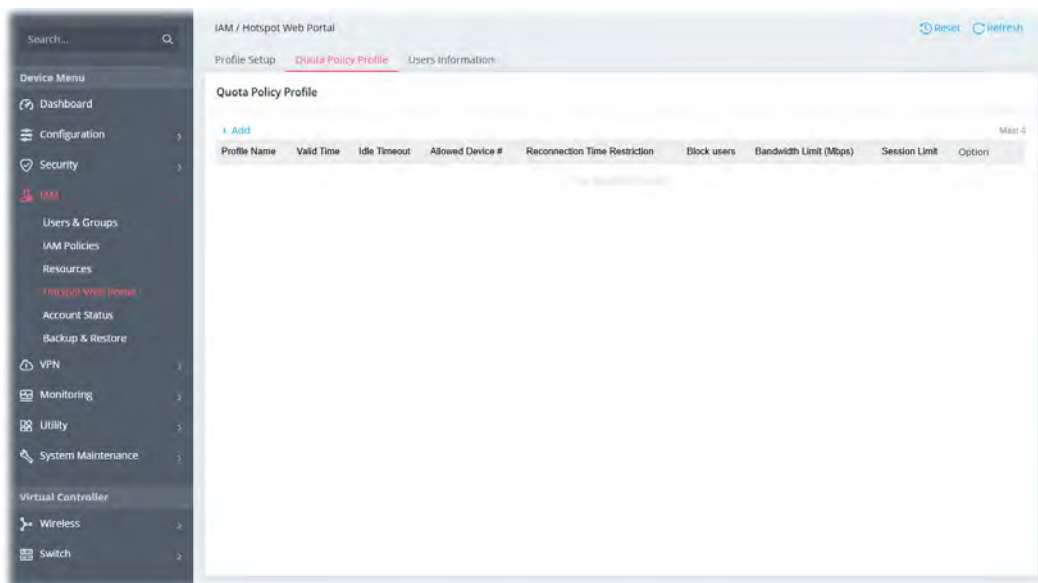 Search...
Device Menu
Dashboard
Configuration
Security
IAM
Users & Groups
IAM Policies
Resources
Hotspot Web Portal
Account Status
Backup & Restore
VPN
Monitoring
Utility
System Maintenance
Virtual Controller
Wireless
Switch
IAM / Hotspot Web Portal
Reset Refresh
Profile Setup Quota Policy Profile Users Information
Quota Policy Profile
+ Add Max: 4
Profile Name Valid Time Idle Timeout Allowed Device # Reconnection Time Restriction Block users Bandwidth Limit (Mbps) Session Limit Option